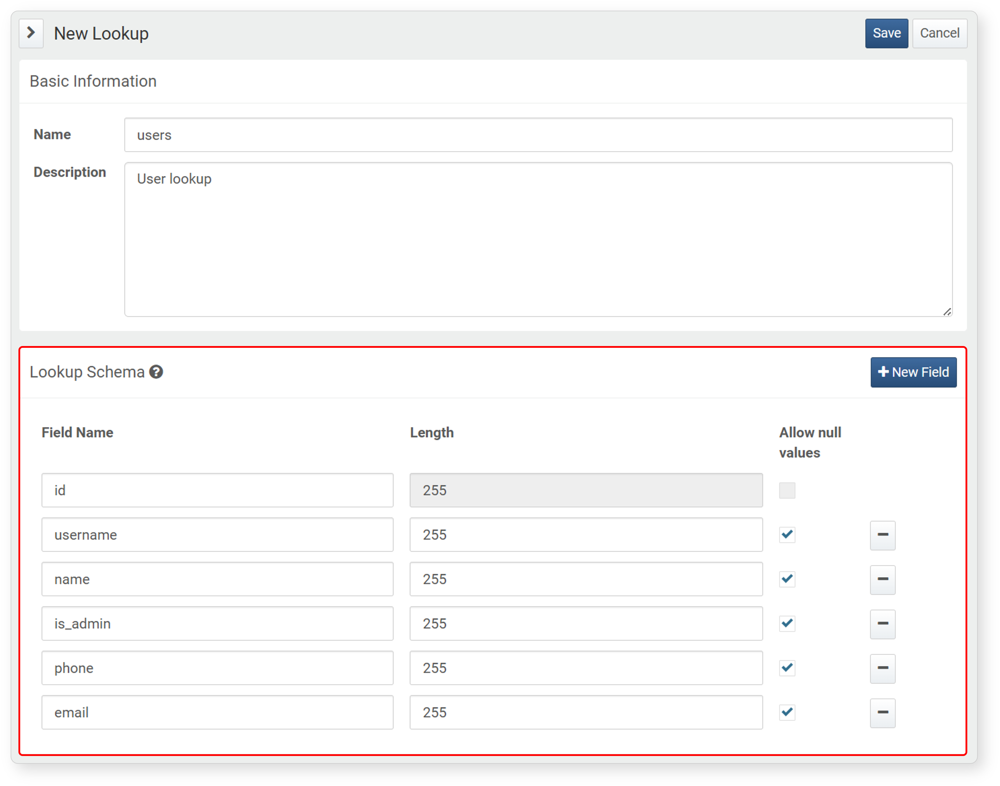 New Lookup
Save
Cancel
Basic Information
Name
users
Description
User lookup
Lookup Schema
New Field
Field Name
Length
Allow null
values
id
255
username
255
name
255
is_admin
255
phone
255
email
255